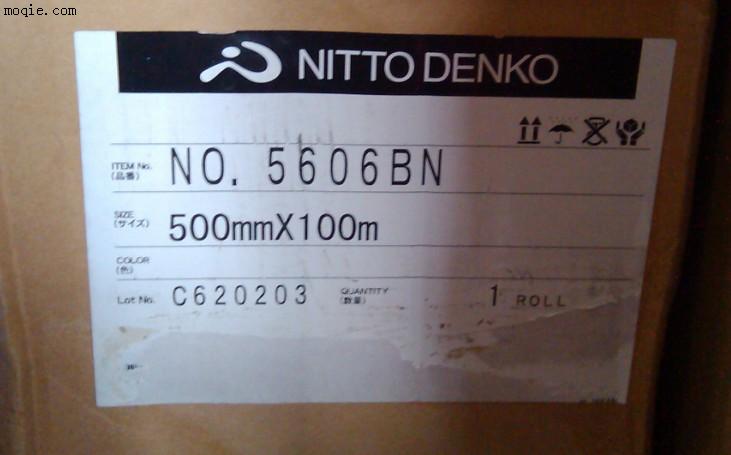 moqie.com
NITTO DENKO
ITEM No.
(品番)
NO. 5606BN
SIZE
(サイズ)
500mmX100m
COLOR
(色)
Lot No. C620203
QUANTITY
(数量)
1 ROLL